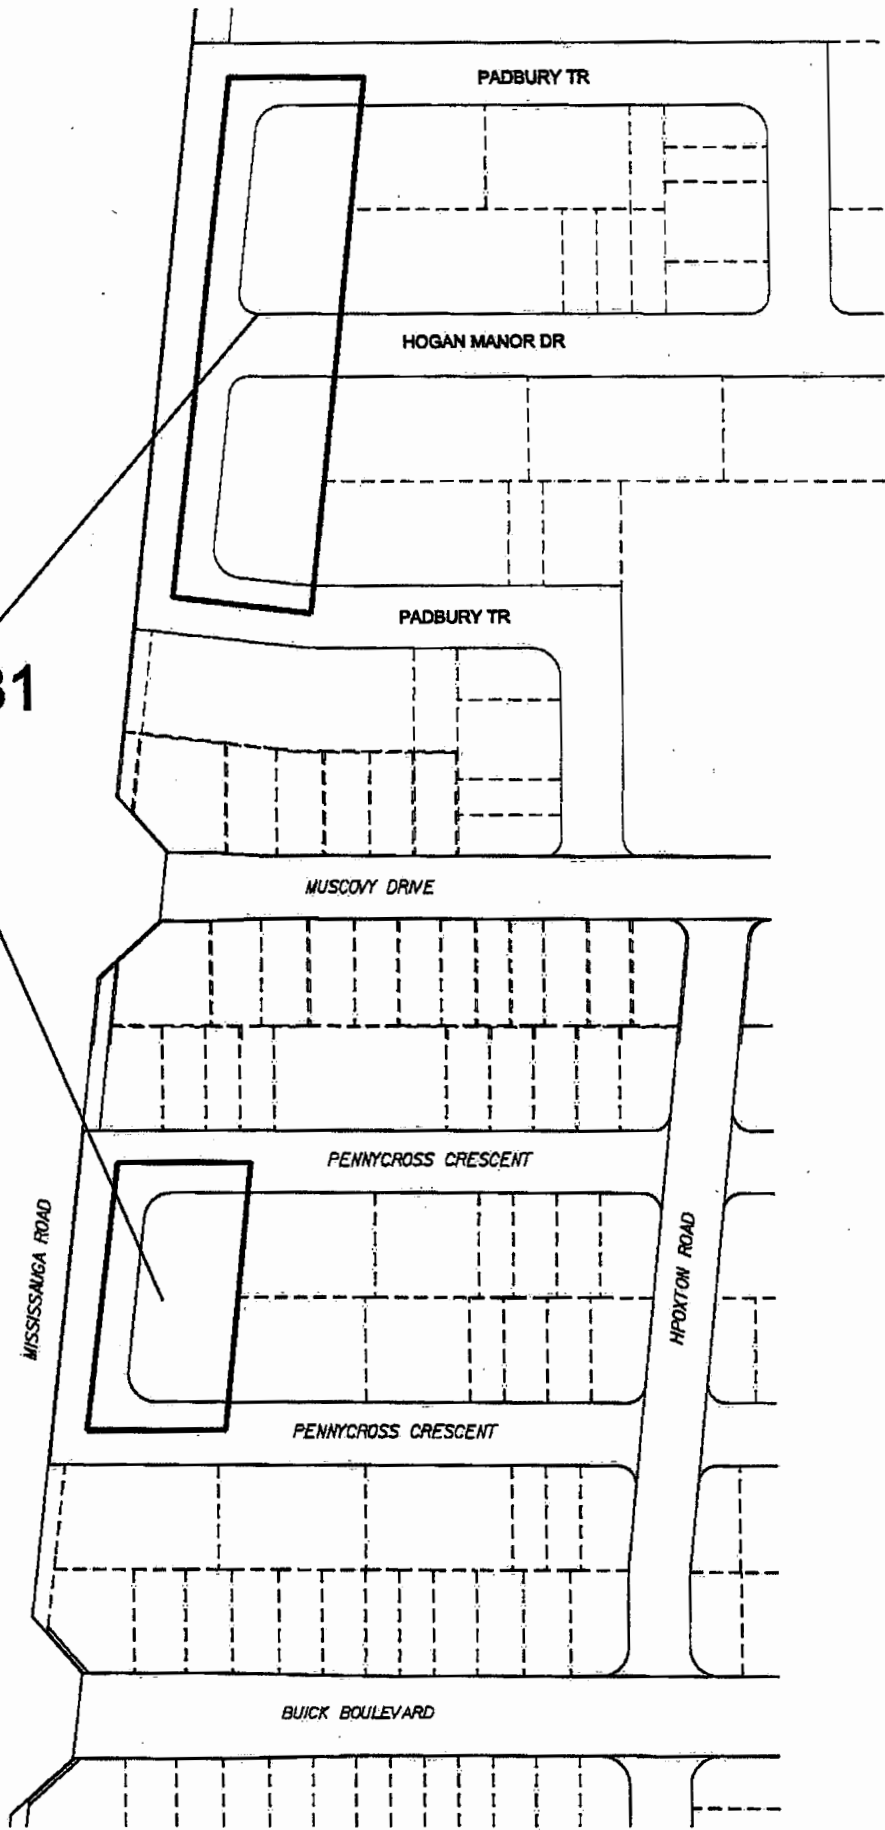 PADBURY TR
HOGAN MANOR DR
PADBURY TR
31
MUSCOVY DRIVE
PENNYCROSS CRESCENT
MISSISSAUGA ROAD
HPOXTON ROAD
PENNYCROSS CRESCENT
BUICK BOULEVARD